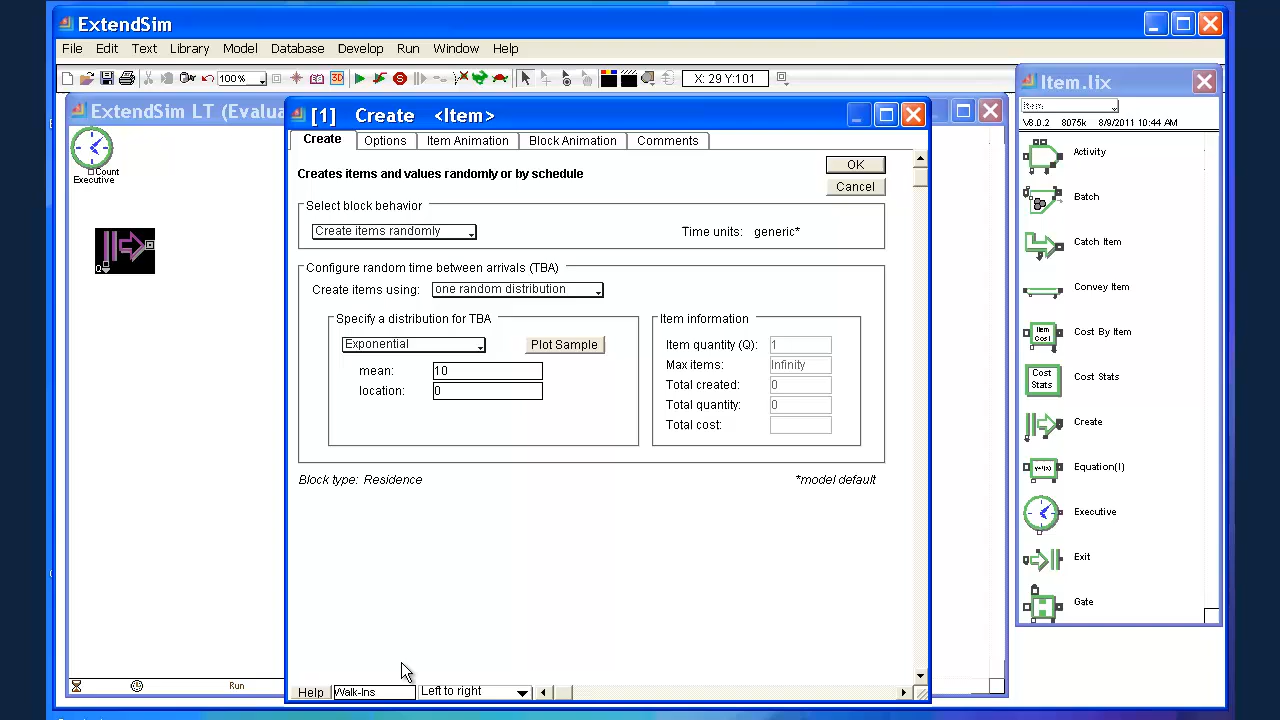 ExtendSim
File Edit Text Library Model Database Develop Run Window Help
100% 3D X: 29 Y:101
ExtendSim LT (Evalua
Count
Executive
Q
Run
[1] Create <Item>
Create Options Item Animation Block Animation Comments
Creates items and values randomly or by schedule
OK
Cancel
Select block behavior
Create items randomly Time units: generic*
Configure random time between arrivals (TBA)
Create items using: one random distribution
Specify a distribution for TBA
Exponential Plot Sample
mean: 10
location: 0
Item information
Item quantity (Q): 1
Max items: Infinity
Total created: 0
Total quantity: 0
Total cost:
Block type: Residence *model default
Help Walk-Ins Left to right
Item.lix
Item
V8.0.2 8075k 8/9/2011 10:44 AM
Activity
Batch
Catch Item
Convey Item
Item Cost
Cost By Item
Cost Stats
Cost Stats
Create
y=f(x)
Equation(I)
Executive
Exit
Gate